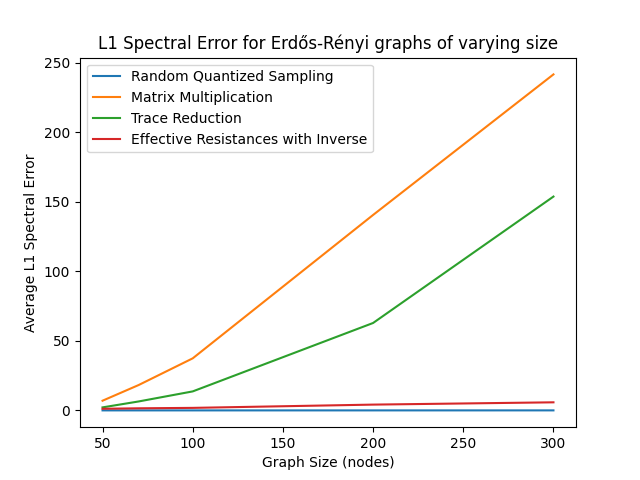 L1 Spectral Error for Erdős-Rényi graphs of varying size
Random Quantized Sampling
Matrix Multiplication
Trace Reduction
Effective Resistances with Inverse
Average L1 Spectral Error
250
200
150
100
50
0
50
100
150
200
250
300
Graph Size (nodes)